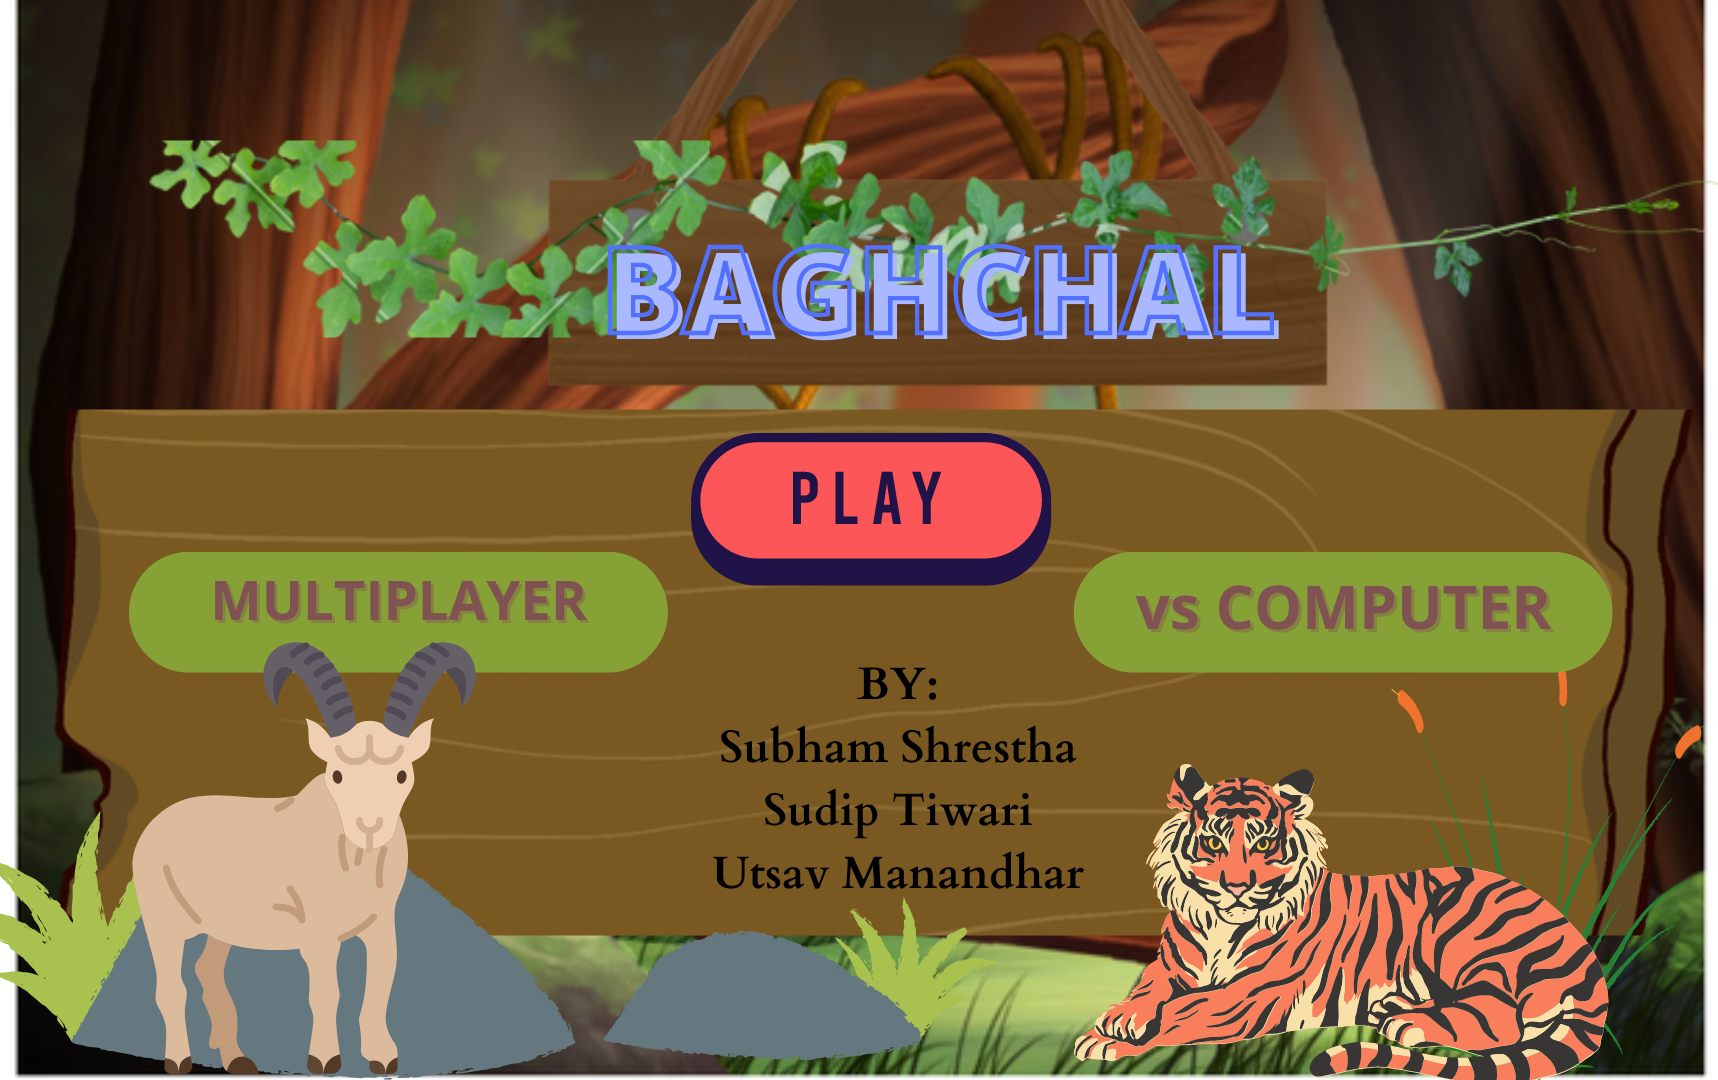 BAGHCHAL
PLAY
MULTIPLAYER
vs COMPUTER
BY:
Subham Shrestha
Sudip Tiwari
Utsav Manandhar